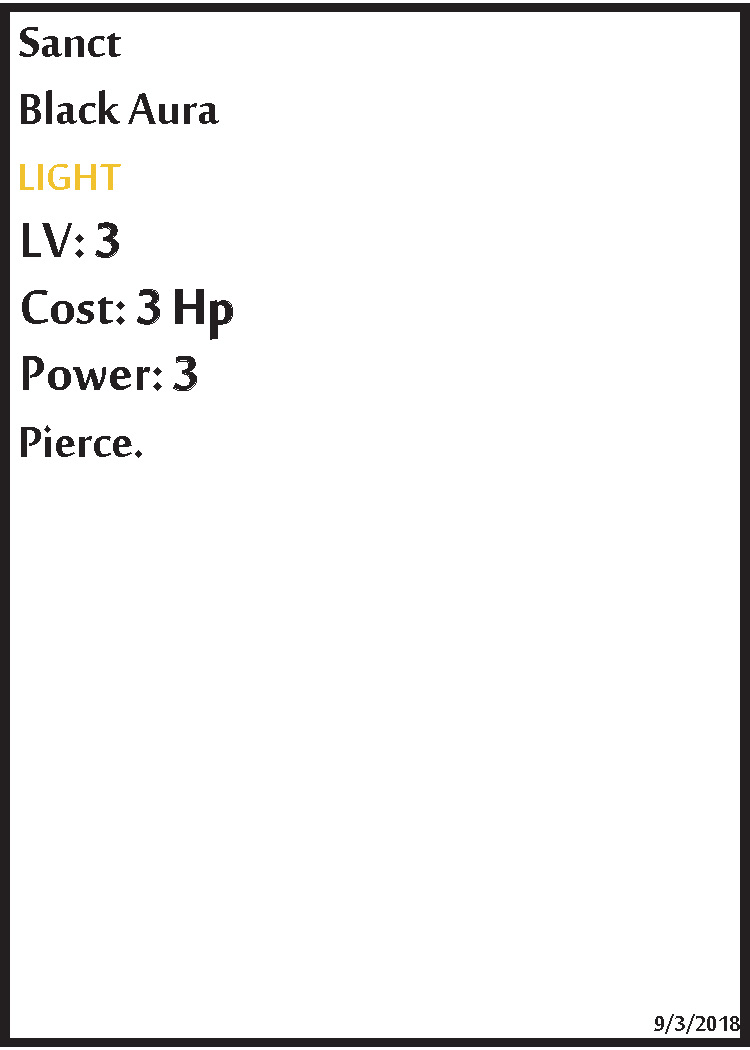 Sanct
Black Aura
LIGHT
LV: 3
Cost: 3 Hp
Power: 3
Pierce.
9/3/2018